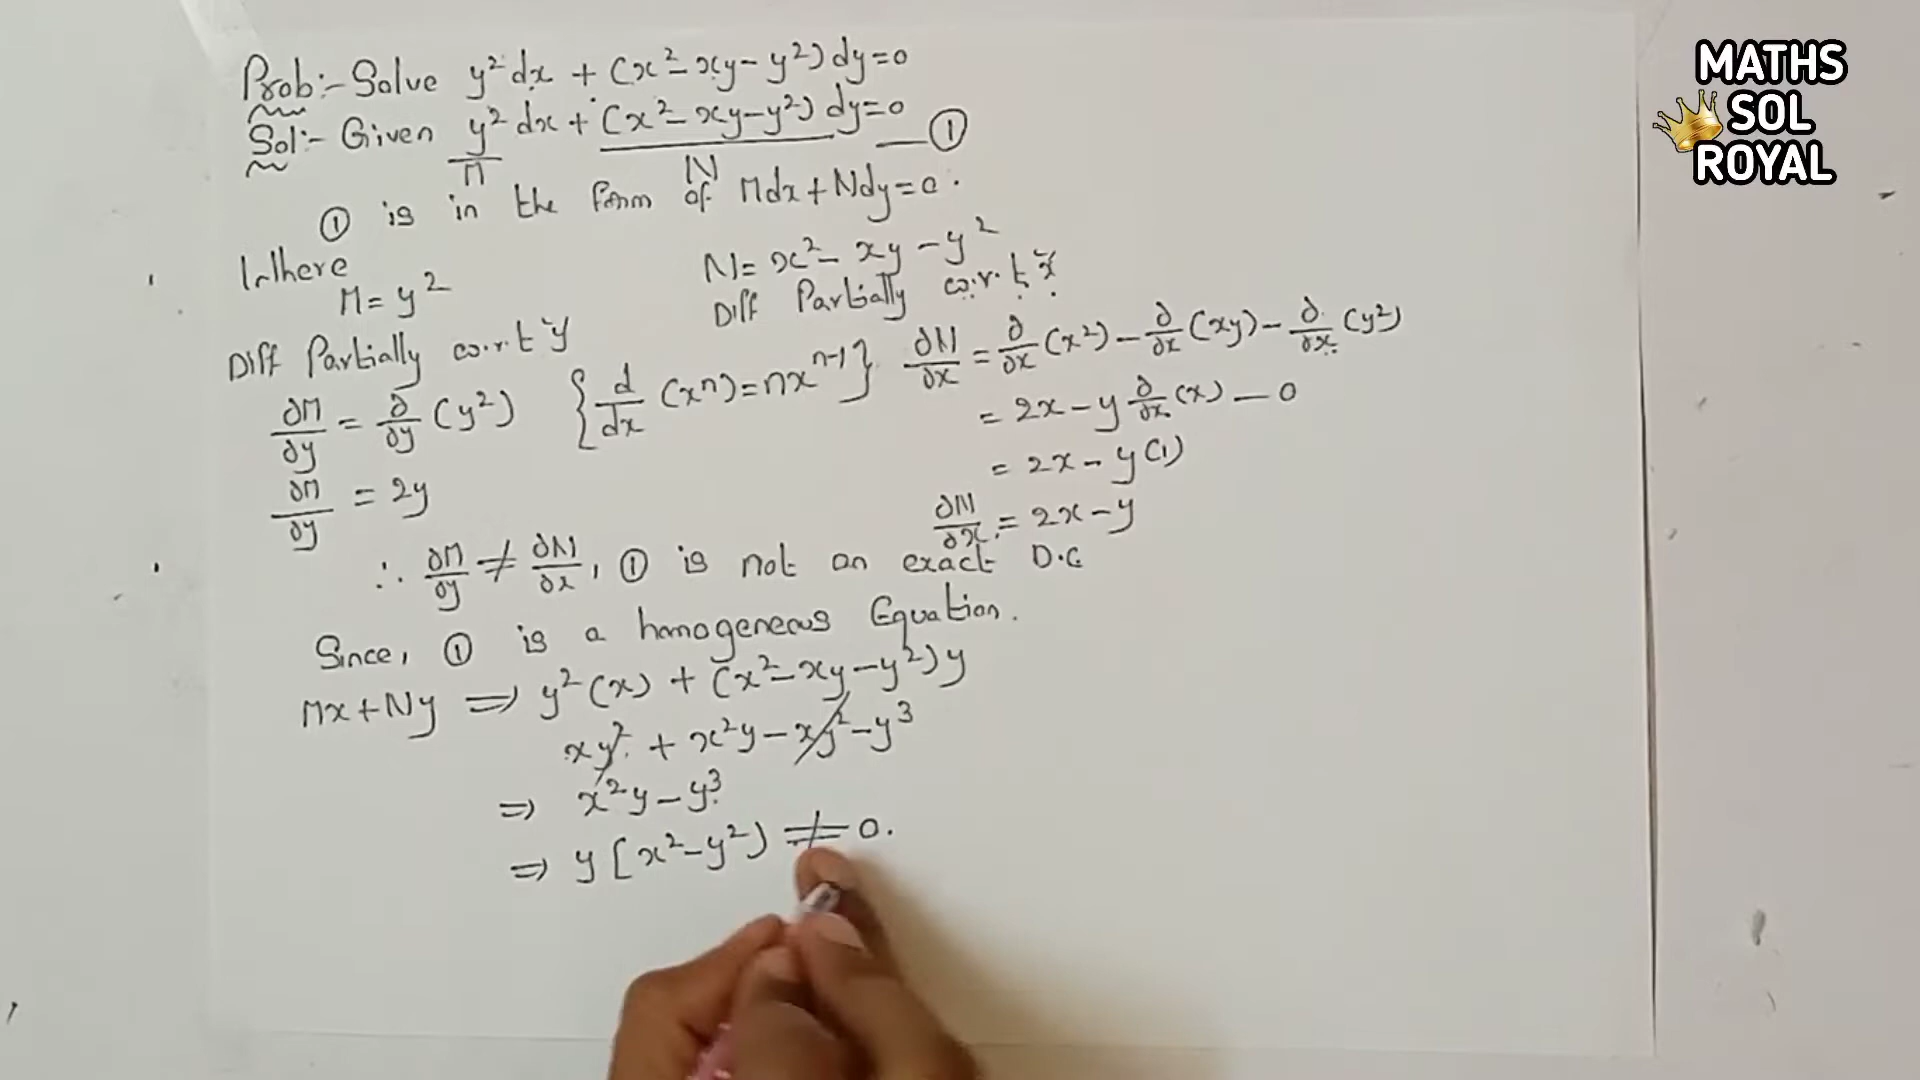 Prob:- Solve y² dx + (x² - xy - y²) dy = 0
Sol:- Given y² dx + (x² - xy - y²) dy = 0 — ①
M N
① is in the form of Mdx + Ndy = 0.
where
M = y²
Diff Partially w.r.t 'y'
∂M/∂y = ∂/∂y (y²) {d/dx (xⁿ) = nxⁿ⁻¹}
∂M/∂y = 2y
N = x² - xy - y²
Diff Partially w.r.t 'x'
∂N/∂x = ∂/∂x (x²) - ∂/∂x (xy) - ∂/∂x (y²)
= 2x - y ∂/∂x (x) - 0
= 2x - y(1)
∂N/∂x = 2x - y
∴ ∂M/∂y ≠ ∂N/∂x, ① is not an exact D.E
Since, ① is a homogeneous Equation.
Mx + Ny ⇒ y²(x) + (x² - xy - y²) y
xy² + x²y - xy² - y³
⇒ x²y - y³
⇒ y [x² - y²) ≠ 0.
MATHS
SOL
ROYAL